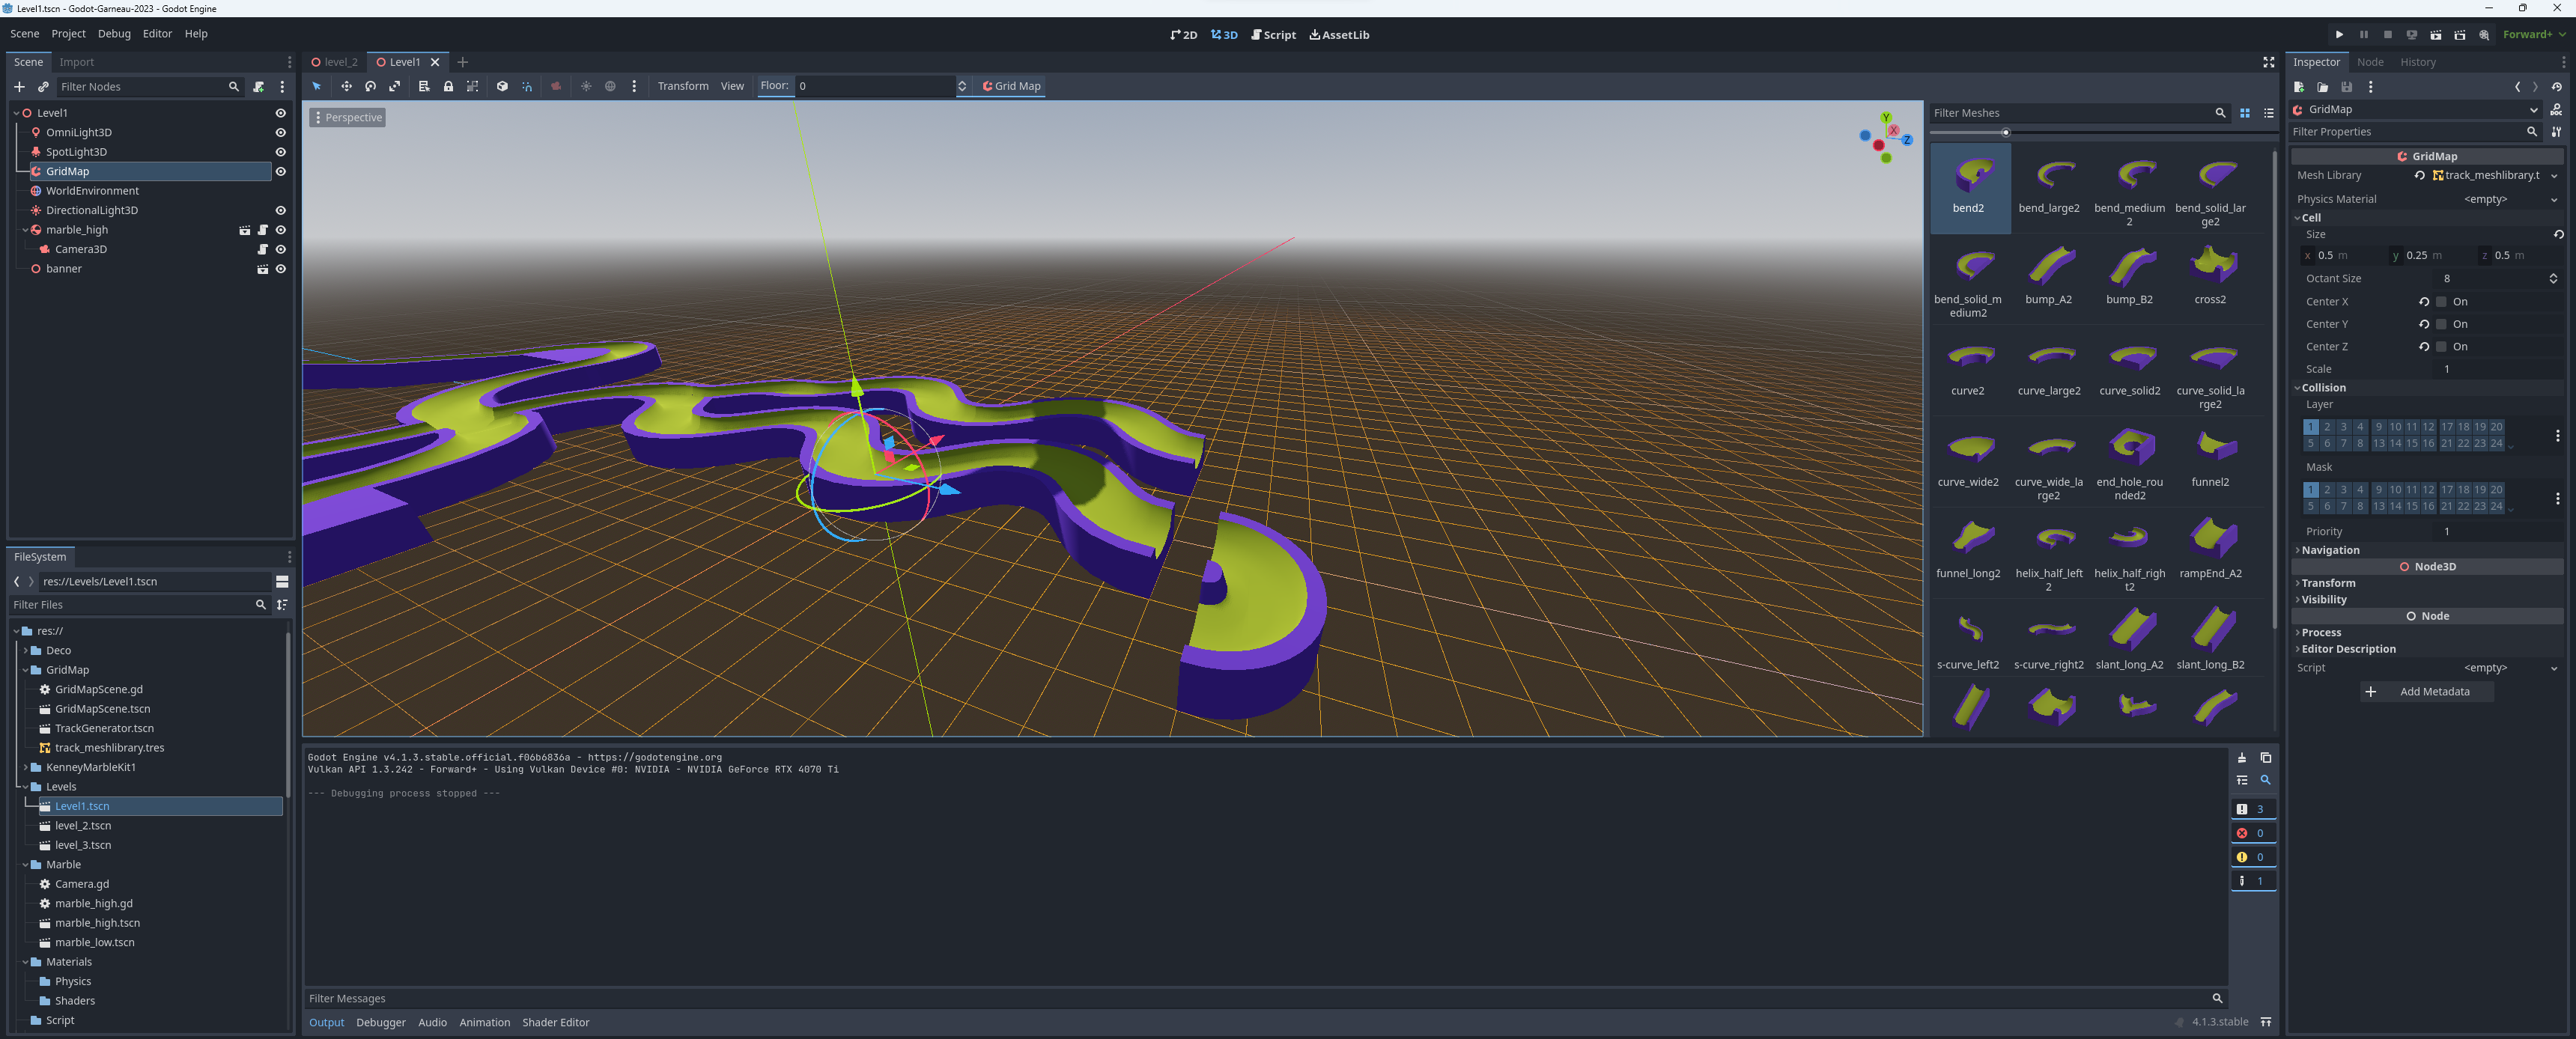 Level1.tscn - Godot-Garneau-2023 - Godot Engine
Scene Project Debug Editor Help
2D 3D Script AssetLib
Forward+
Scene Import
Filter Nodes
Level1
OmniLight3D
SpotLight3D
GridMap
WorldEnvironment
DirectionalLight3D
marble_high
Camera3D
banner
FileSystem
res://Levels/Level1.tscn
Filter Files
res://
Deco
GridMap
GridMapScene.gd
GridMapScene.tscn
TrackGenerator.tscn
track_meshlibrary.tres
KenneyMarbleKit1
Levels
Level1.tscn
level_2.tscn
level_3.tscn
Marble
Camera.gd
marble_high.gd
marble_high.tscn
marble_low.tscn
Materials
Physics
Shaders
Script
level_2 Level1
Transform View Floor: 0 Grid Map
Perspective
Y
X
Z
Filter Meshes
bend2 bend_large2 bend_medium2 bend_solid_large2
bend_solid_medium2 bump_A2 bump_B2 cross2
curve2 curve_large2 curve_solid2 curve_solid_large2
curve_wide2 curve_wide_large2 end_hole_rounded2 funnel2
funnel_long2 helix_half_left2 helix_half_right2 rampEnd_A2
s-curve_left2 s-curve_right2 slant_long_A2 slant_long_B2
Godot Engine v4.1.3.stable.official.f06b6836a - https://godotengine.org
Vulkan API 1.3.242 - Forward+ - Using Vulkan Device #0: NVIDIA - NVIDIA GeForce RTX 4070 Ti
--- Debugging process stopped ---
3
0
0
1
Filter Messages
Output Debugger Audio Animation Shader Editor
4.1.3.stable
Inspector Node History
GridMap
Filter Properties
GridMap
Mesh Library track_meshlibrary.t
Physics Material <empty>
Cell
Size
x 0.5 m y 0.25 m z 0.5 m
Octant Size 8
Center X On
Center Y On
Center Z On
Scale 1
Collision
Layer
1 2 3 4 9 10 11 12 17 18 19 20
5 6 7 8 13 14 15 16 21 22 23 24
Mask
1 2 3 4 9 10 11 12 17 18 19 20
5 6 7 8 13 14 15 16 21 22 23 24
Priority 1
Navigation
Node3D
Transform
Visibility
Node
Process
Editor Description
Script <empty>
Add Metadata